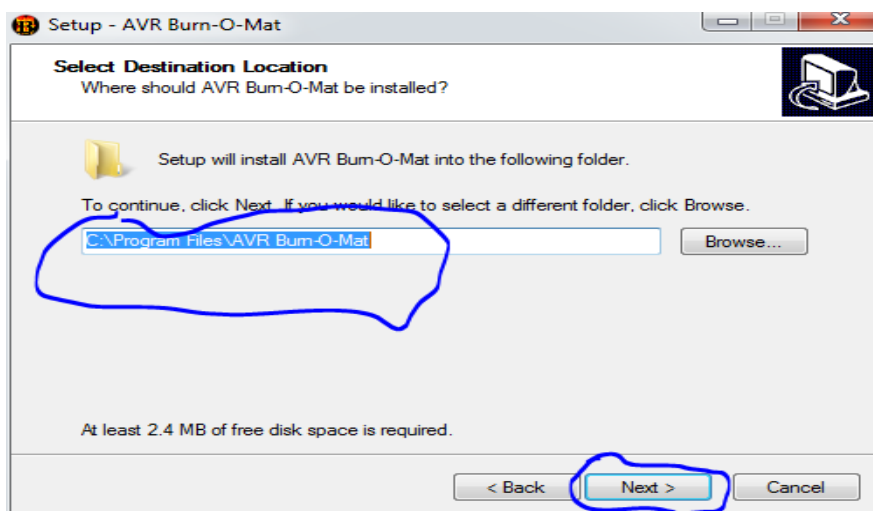 Setup - AVR Burn-O-Mat
Select Destination Location
Where should AVR Burn-O-Mat be installed?
Setup will install AVR Burn-O-Mat into the following folder.
To continue, click Next. If you would like to select a different folder, click Browse.
C:\Program Files\AVR Burn-O-Mat
Browse...
At least 2.4 MB of free disk space is required.
< Back
Next >
Cancel